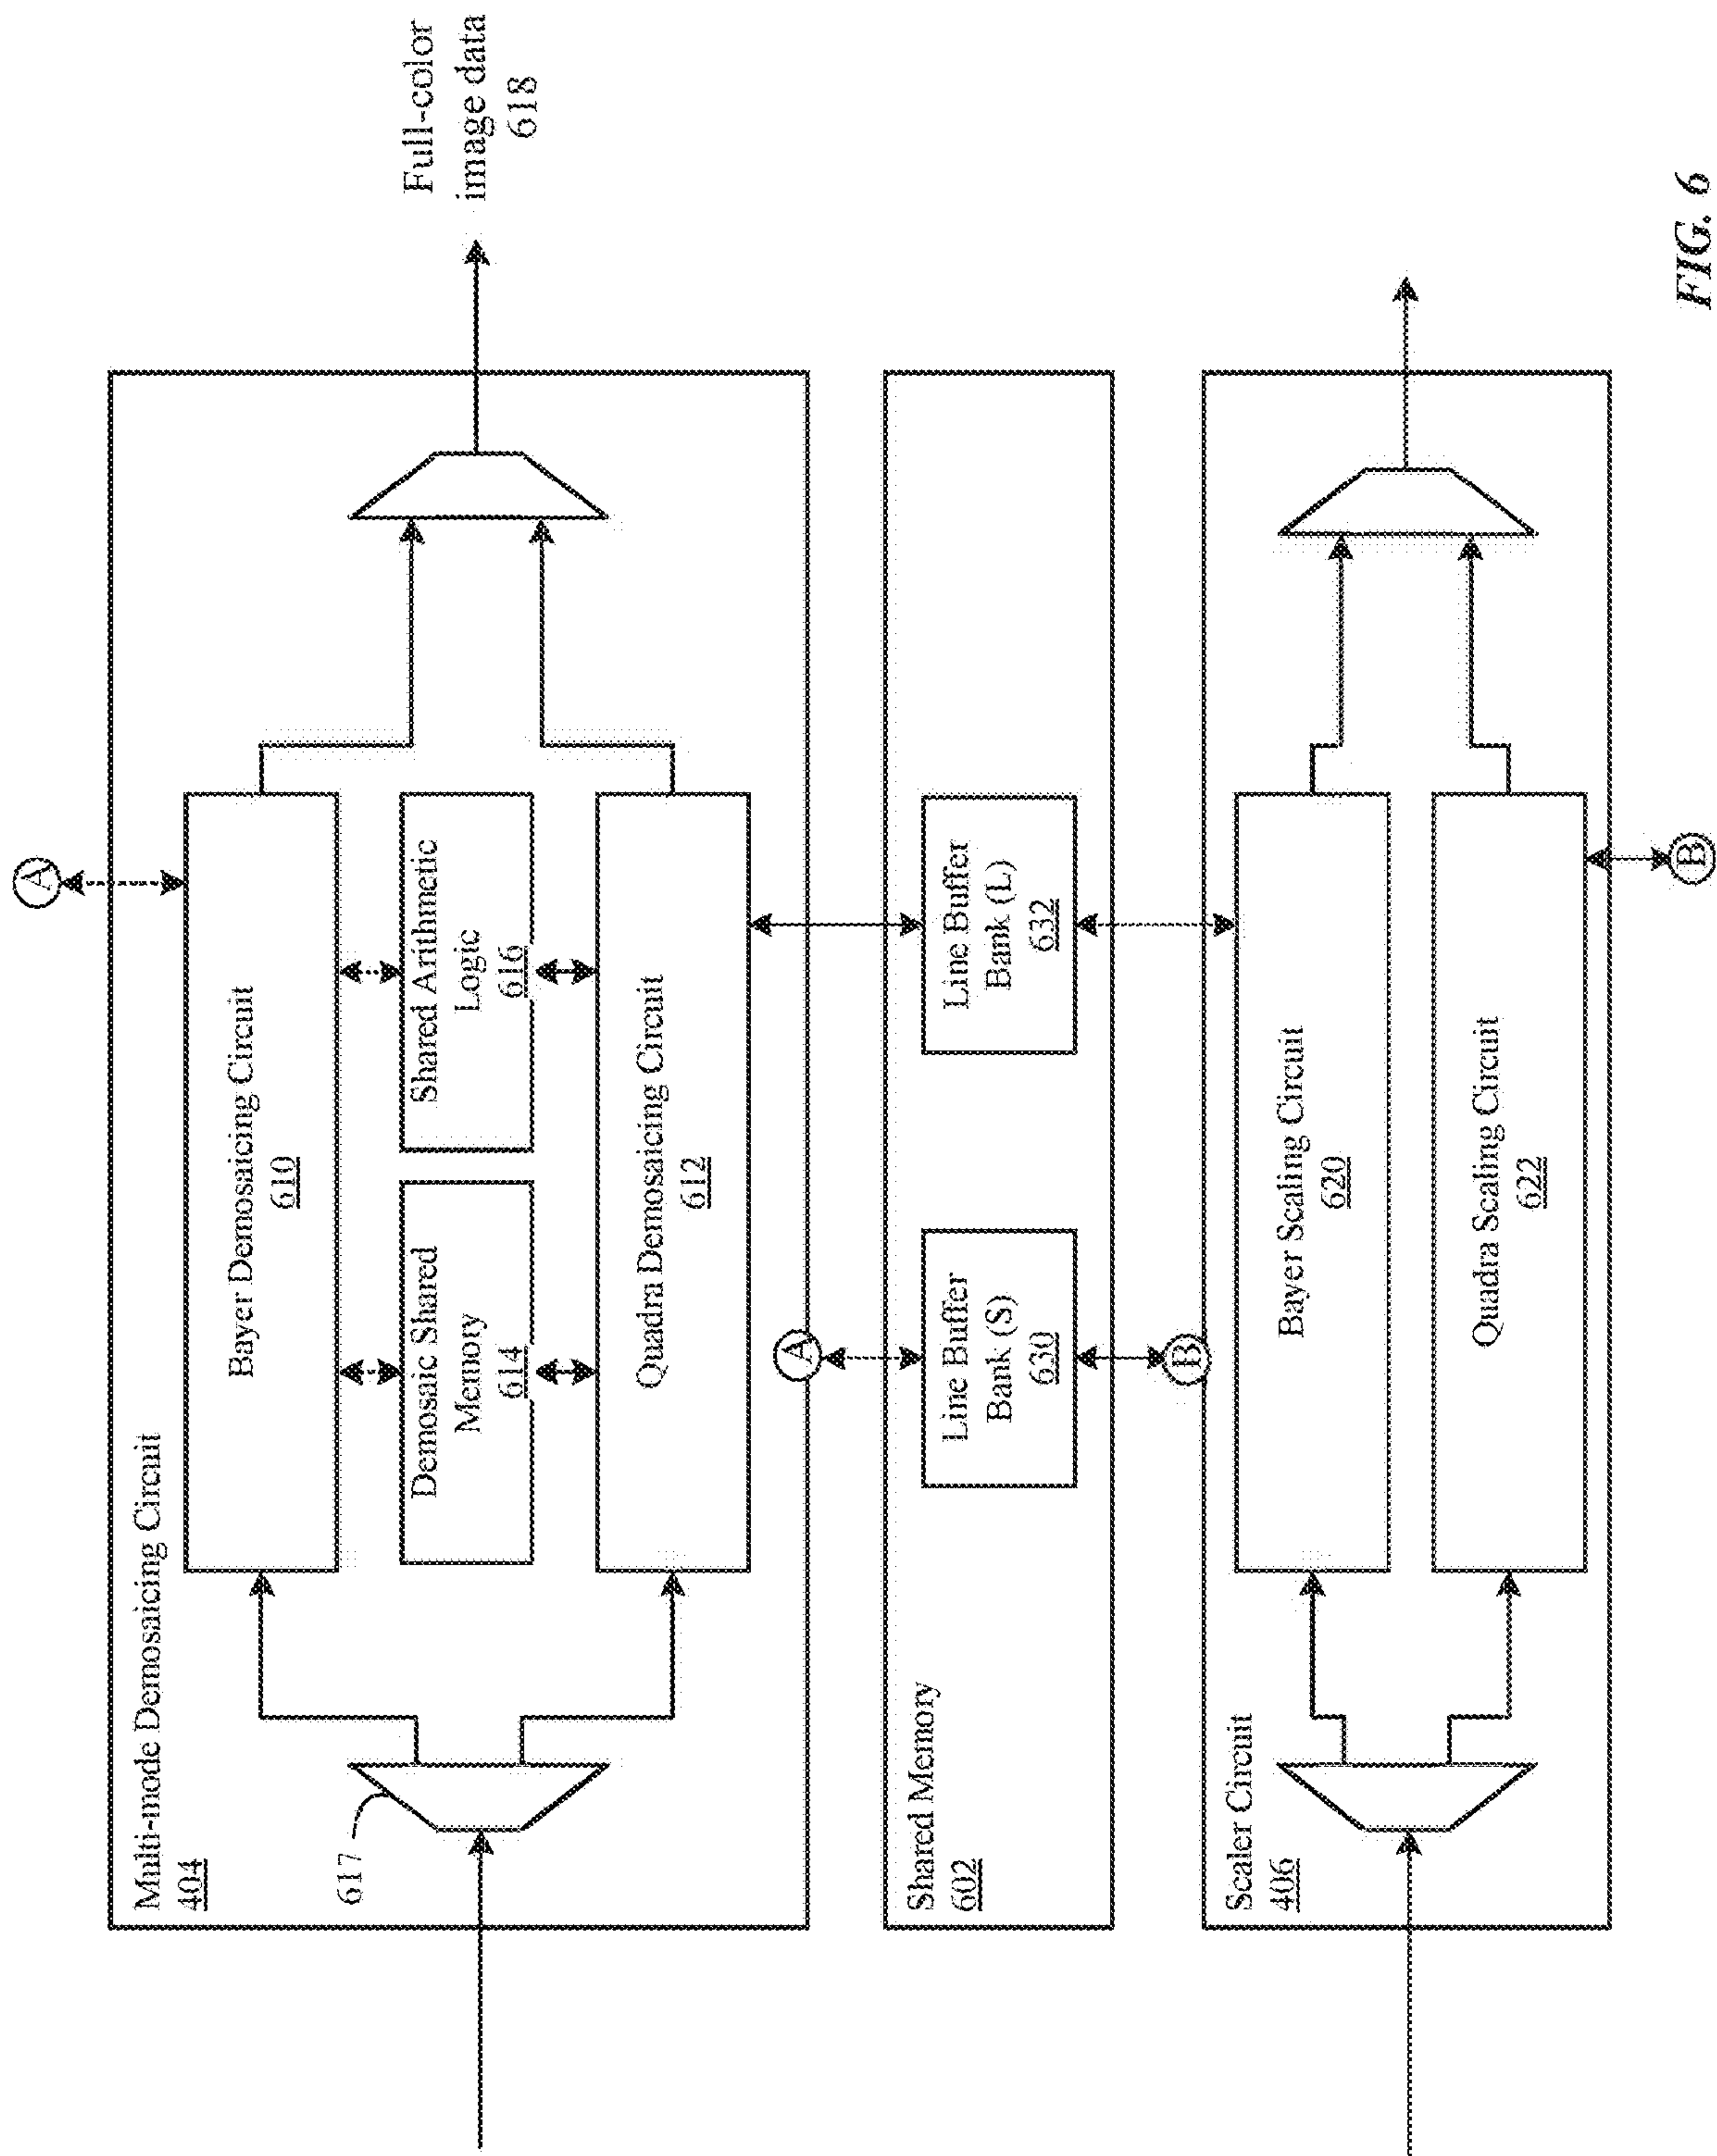 Multi-mode Demosaicing Circuit
404
617
A
Bayer Demosaicing Circuit
610
Demosaic Shared
Memory
614
Shared Arithmetic
Logic
616
Quadra Demosaicing Circuit
612
Full-color
image data
618
A
Shared Memory
602
Line Buffer
Bank (S)
630
Line Buffer
Bank (L)
632
B
Scaler Circuit
406
Bayer Scaling Circuit
620
Quadra Scaling Circuit
622
B
FIG. 6